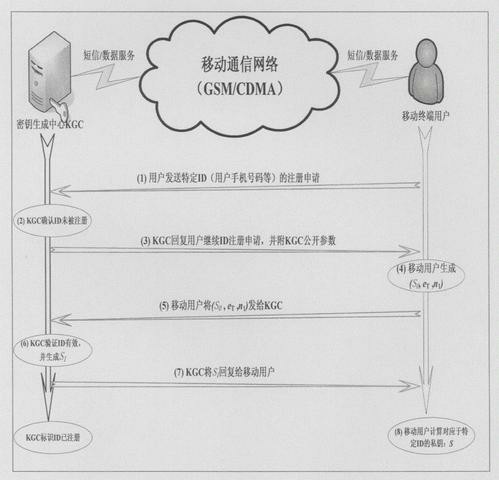 短信/数据服务
移动通信网络
(GSM/CDMA)
短信/数据服务
密钥生成中心KGC
移动终端用户
(1) 用户发送特定ID（用户手机号码等）的注册申请
(2) KGC确认ID未被注册
(3) KGC回复用户继续ID注册申请，并附KGC公开参数
(4) 移动用户生成
(5) 移动用户将
发给KGC
(6) KGC验证ID有效，
并生成
(7) KGC将
回复给移动用户
KGC标识ID已注册
(8) 移动用户计算对应于特
定ID的私钥：S